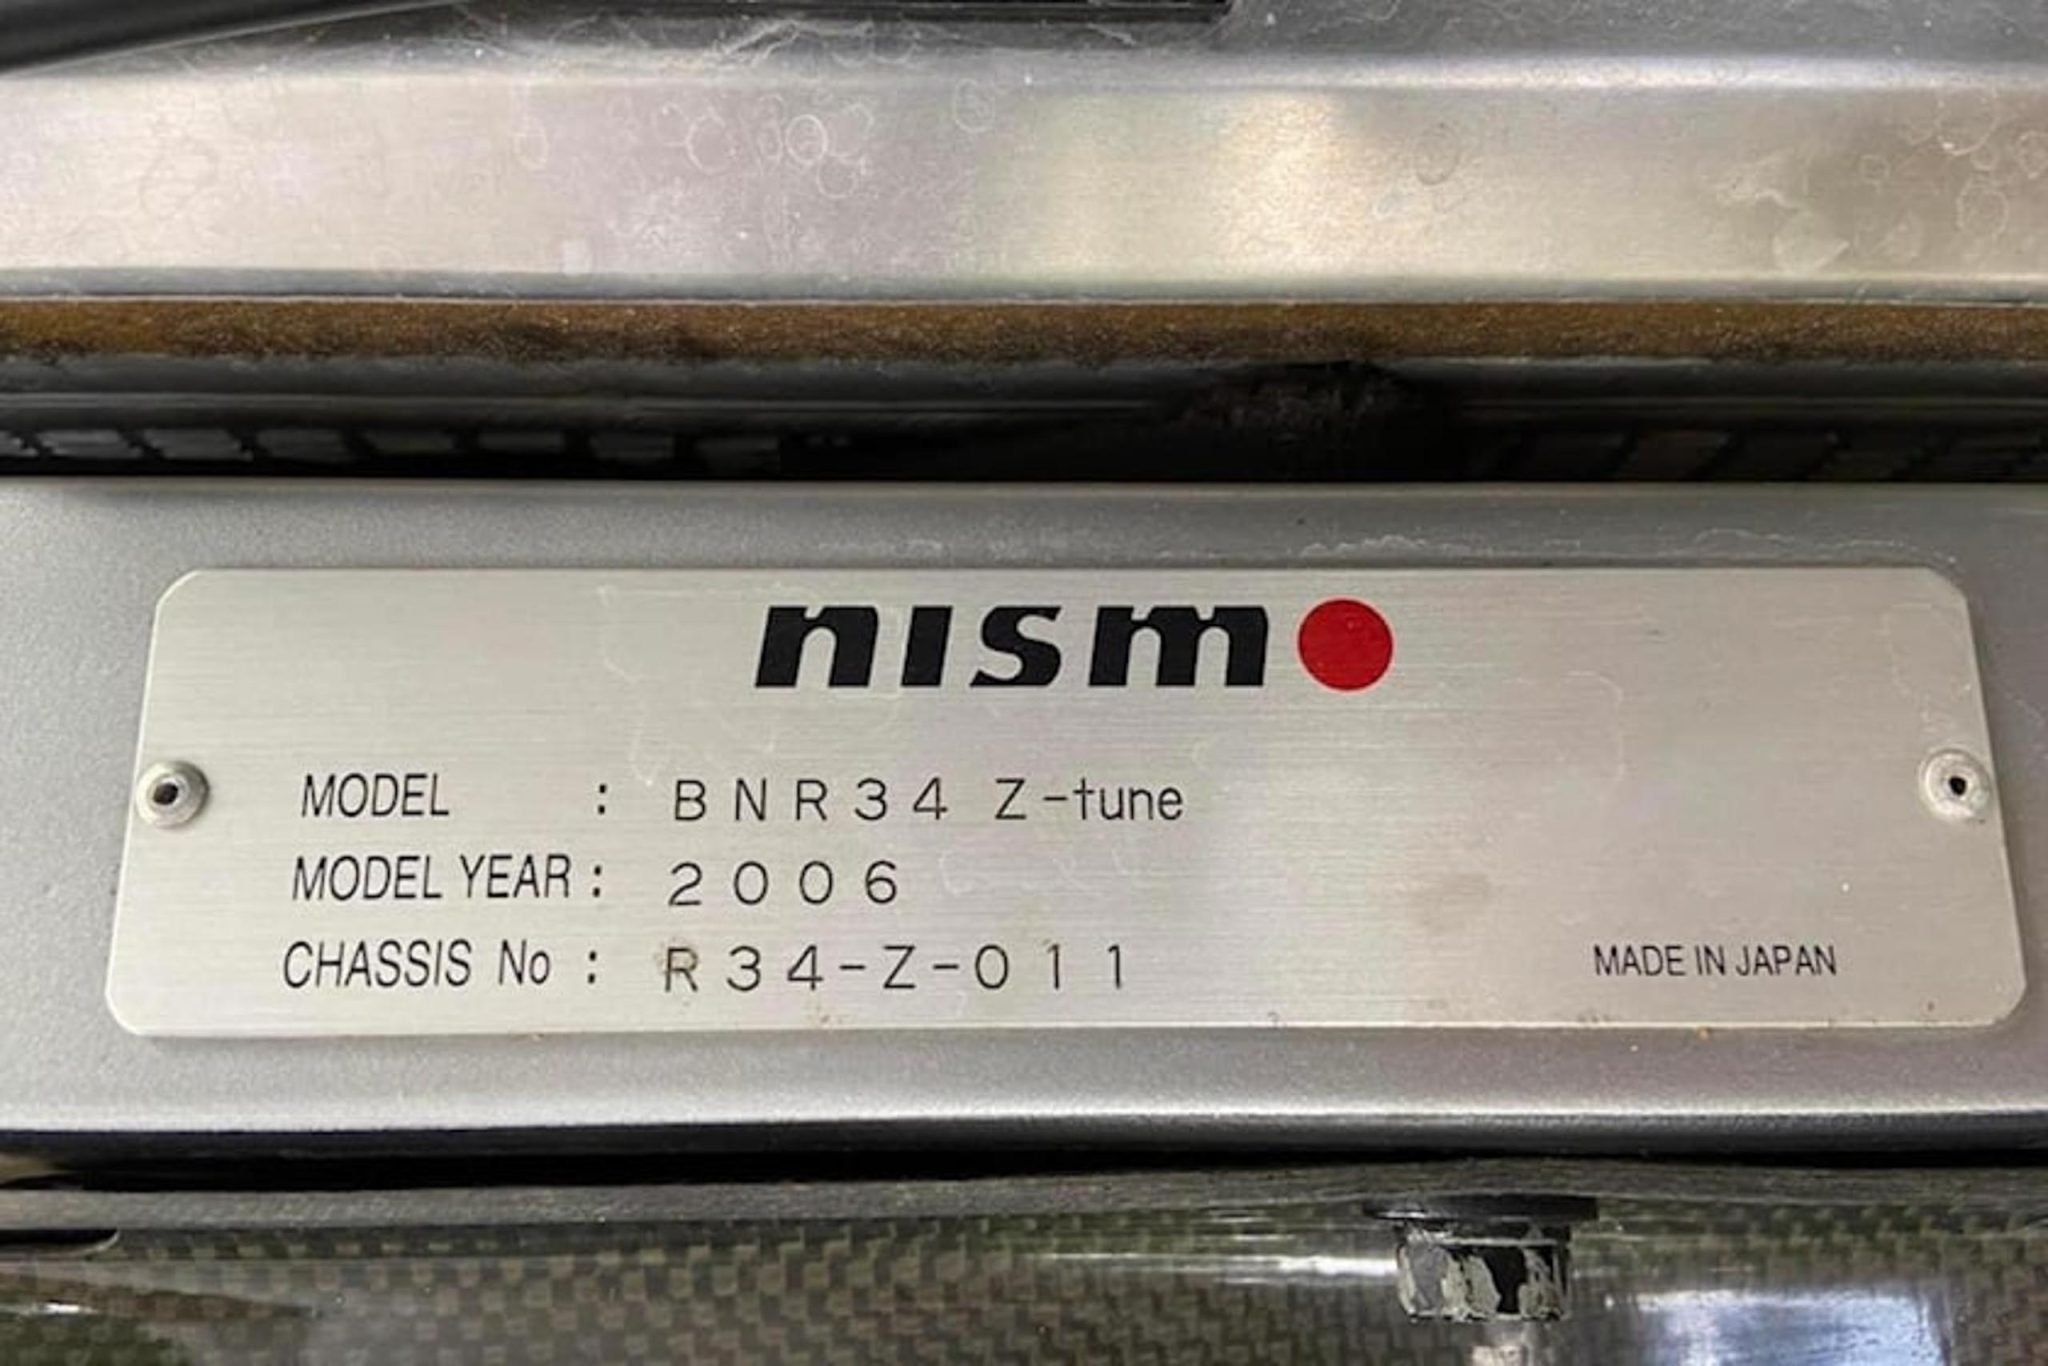 nismo
MODEL : BNR34 Z-tune
MODEL YEAR : 2006
CHASSIS No : R34-Z-011
MADE IN JAPAN